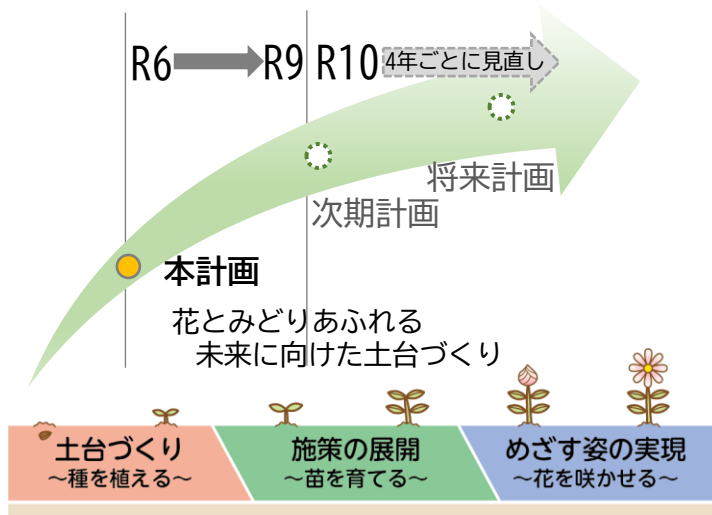 R6 R9 R10 4年ごとに見直し
将来計画
次期計画
本計画
花とみどりあふれる
未来に向けた土台づくり
土台づくり
～種を植える～
施策の展開
～苗を育てる～
めざす姿の実現
～花を咲かせる～